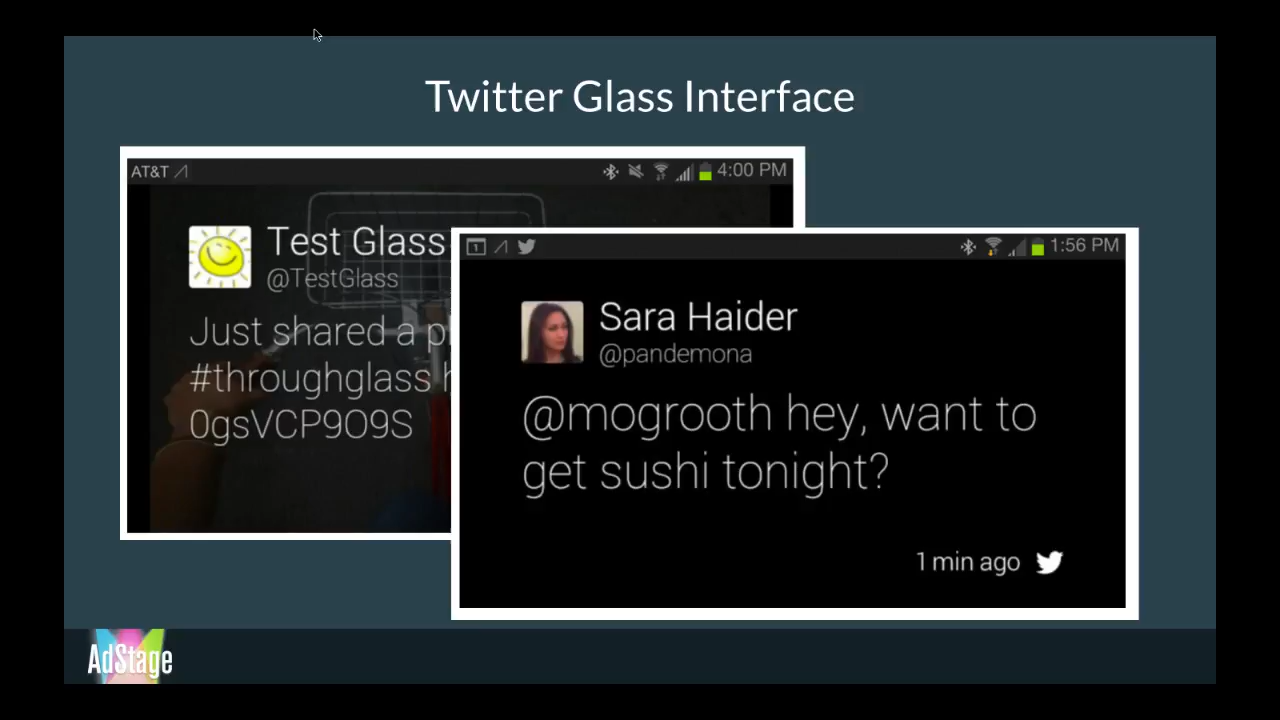 Twitter Glass Interface
AT&T
4:00 PM
Test Glass
@TestGlass
Just shared a
#throughglass
0gsVCP9O9S
1
1:56 PM
Sara Haider
@pandemona
@mogrooth hey, want to
get sushi tonight?
1 min ago
AdStage